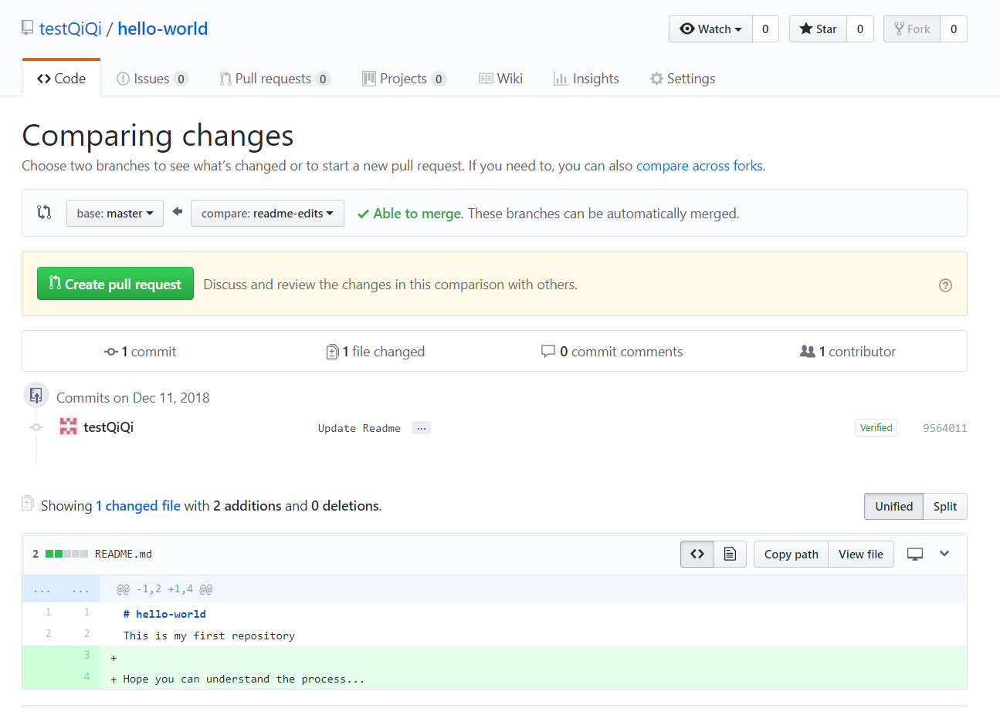 testQiQi / hello-world
Watch 0 Star 0 Fork 0
Code Issues 0 Pull requests 0 Projects 0 Wiki Insights Settings
Comparing changes
Choose two branches to see what's changed or to start a new pull request. If you need to, you can also compare across forks.
base: master compare: readme-edits Able to merge. These branches can be automatically merged.
Create pull request Discuss and review the changes in this comparison with others.
1 commit 1 file changed 0 commit comments 1 contributor
Commits on Dec 11, 2018
testQiQi Update Readme ... Verified 9564011
Showing 1 changed file with 2 additions and 0 deletions.
Unified Split
2 README.md Copy path View file
... ... @@ -1,2 +1,4 @@
1 1 # hello-world
2 2 This is my first repository
3 +
4 + Hope you can understand the process...